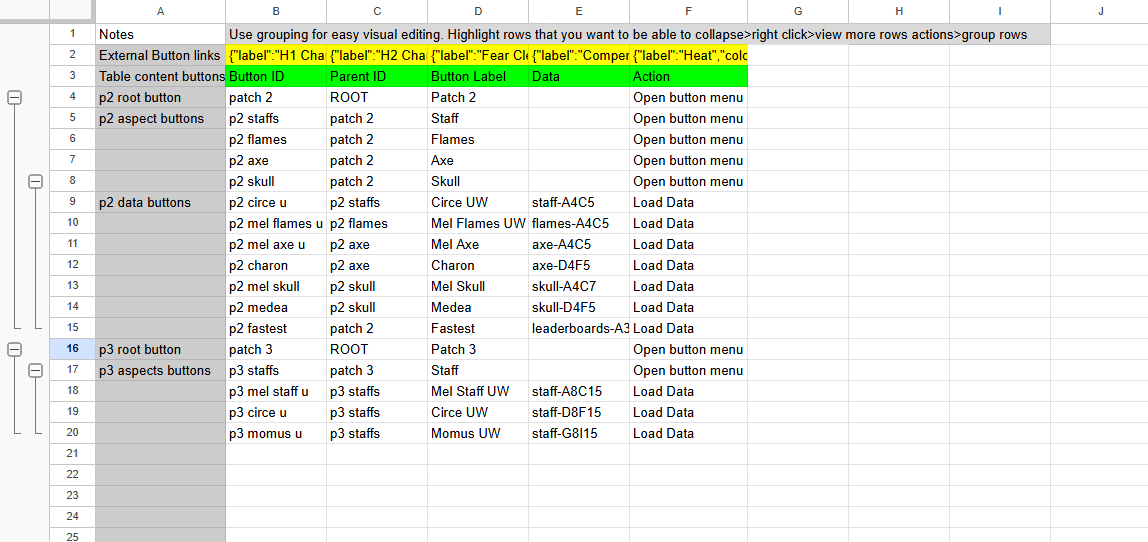 A B C D E F G H I J
1 Notes Use grouping for easy visual editing. Highlight rows that you want to be able to collapse>right click>view more rows actions>group rows
2 External Button links {"label":"H1 Cha {"label":"H2 Cha {"label":"Fear Cle {"label":"Comper {"label":"Heat","colo
3 Table content buttons Button ID Parent ID Button Label Data Action
4 p2 root button patch 2 ROOT Patch 2 Open button menu
5 p2 aspect buttons p2 staffs patch 2 Staff Open button menu
6 p2 flames patch 2 Flames Open button menu
7 p2 axe patch 2 Axe Open button menu
8 p2 skull patch 2 Skull Open button menu
9 p2 data buttons p2 circe u p2 staffs Circe UW staff-A4C5 Load Data
10 p2 mel flames u p2 flames Mel Flames UW flames-A4C5 Load Data
11 p2 mel axe u p2 axe Mel Axe axe-A4C5 Load Data
12 p2 charon p2 axe Charon axe-D4F5 Load Data
13 p2 mel skull p2 skull Mel Skull skull-A4C7 Load Data
14 p2 medea p2 skull Medea skull-D4F5 Load Data
15 p2 fastest patch 2 Fastest leaderboards-A3 Load Data
16 p3 root button patch 3 ROOT Patch 3 Open button menu
17 p3 aspects buttons p3 staffs patch 3 Staff Open button menu
18 p3 mel staff u p3 staffs Mel Staff UW staff-A8C15 Load Data
19 p3 circe u p3 staffs Circe UW staff-D8F15 Load Data
20 p3 momus u p3 staffs Momus UW staff-G8I15 Load Data
21
22
23
24
25